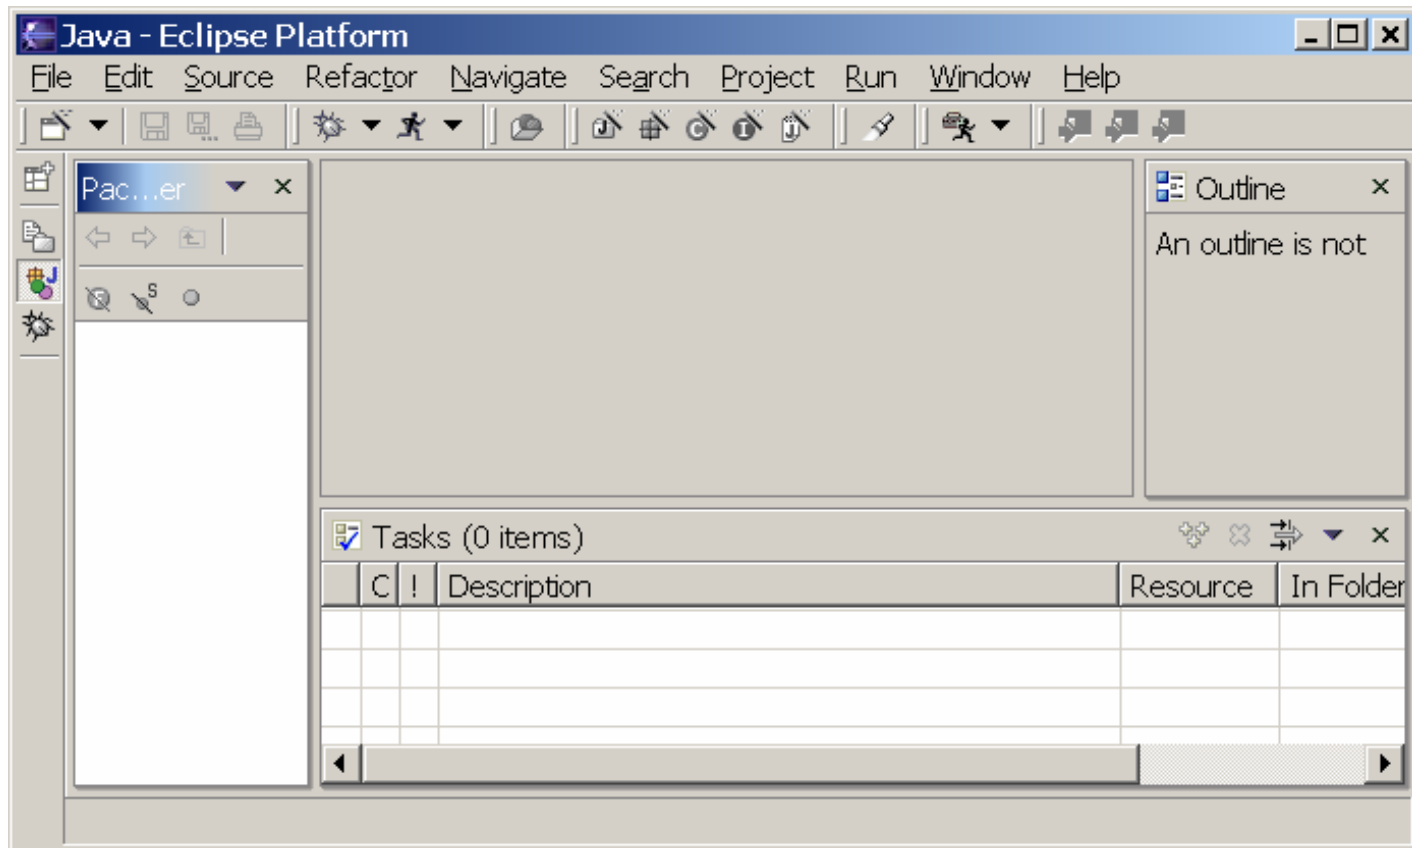 Java - Eclipse Platform
File Edit Source Refactor Navigate Search Project Run Window Help
Pac...er
Outline
An outline is not
Tasks (0 items)
C ! Description Resource In Folder